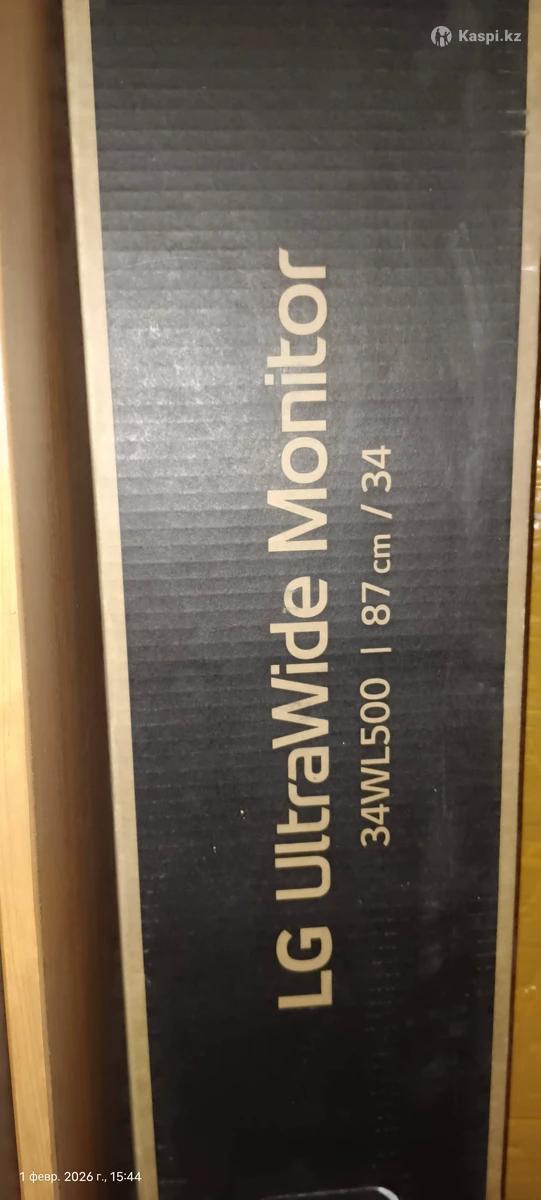 Kaspi.kz
LG UltraWide Monitor
34WL500 | 87 cm / 34
1 февр. 2026 г., 15:44